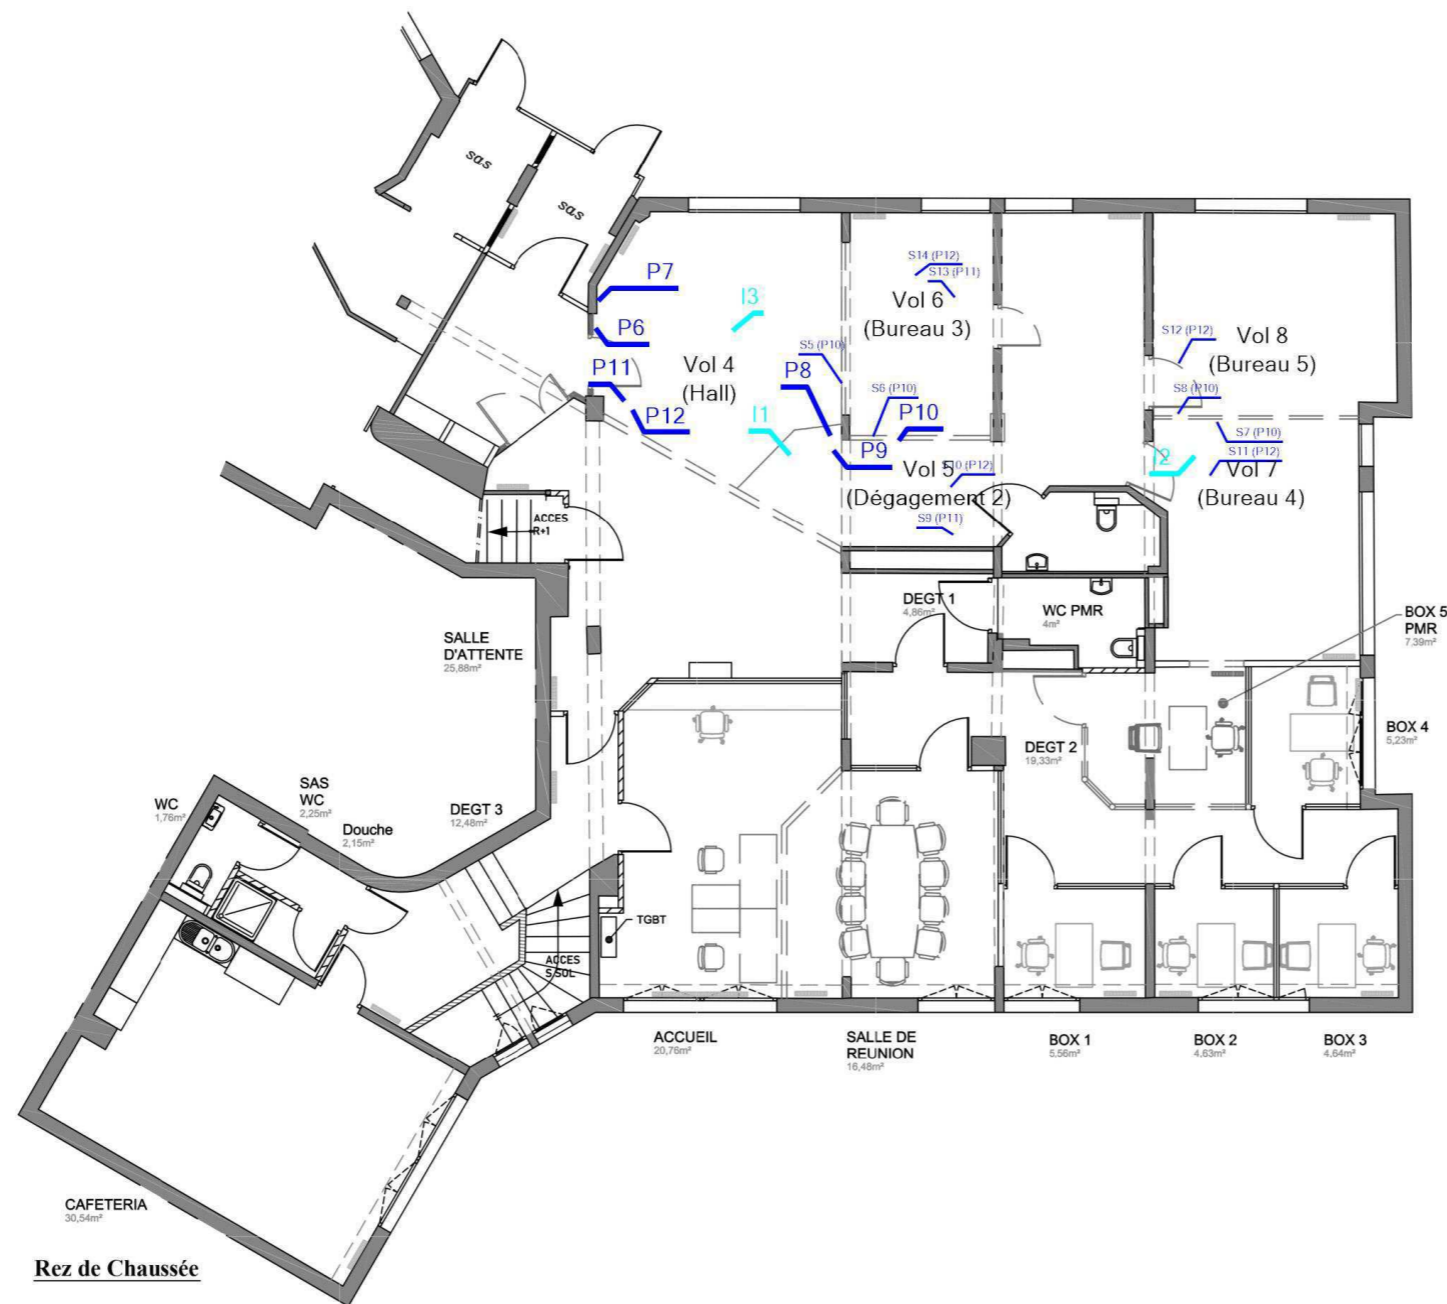 sas
sas
P7
I3
P6
P11
P12
Vol 4
(Hall)
I1
S5 (P10)
P8
S6 (P10)
P10
P9
S14 (P12)
S13 (P11)
Vol 6
(Bureau 3)
S10 (P12)
Vol 5
(Dégagement 2)
S9 (P11)
S12 (P12)
Vol 8
(Bureau 5)
S8 (P10)
S7 (P10)
I2
S11 (P12)
Vol 7
(Bureau 4)
ACCES
R+1
SALLE
D'ATTENTE
25,88m²
DEGT 1
4,86m²
WC PMR
4m²
BOX 5
PMR
7,39m²
BOX 4
5,23m²
DEGT 2
19,33m²
WC
1,76m²
SAS
WC
2,25m²
Douche
2,15m²
DEGT 3
12,48m²
TGBT
ACCES
S/SOL
ACCUEIL
20,76m²
SALLE DE
REUNION
16,48m²
BOX 1
5,56m²
BOX 2
4,63m²
BOX 3
4,64m²
CAFETERIA
30,54m²
Rez de Chaussée